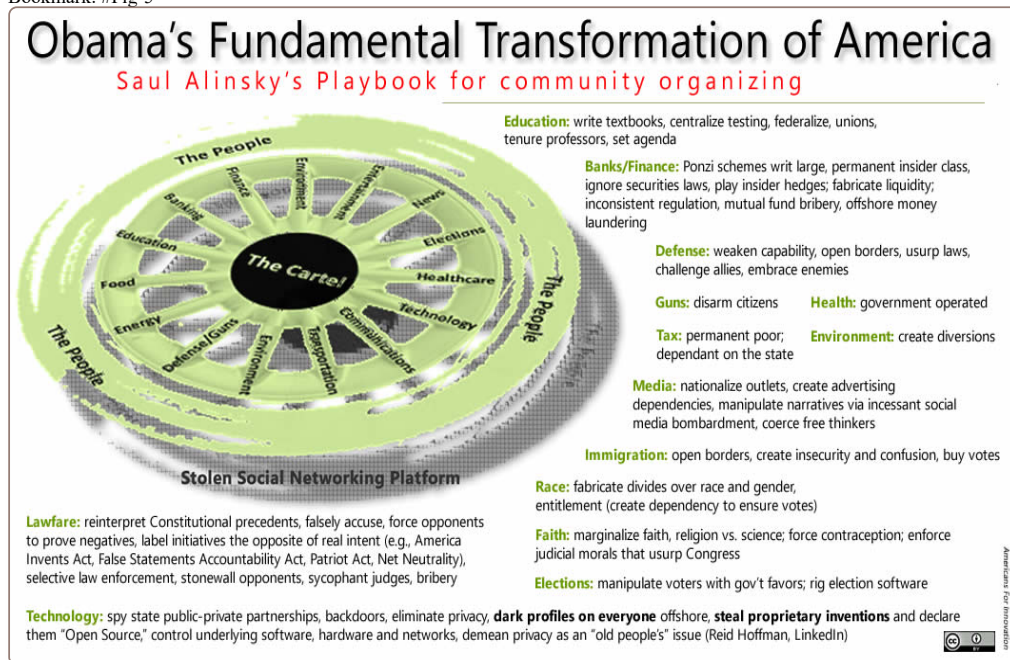 Bookmark: #Fig-5
Obama's Fundamental Transformation of America
Saul Alinsky's Playbook for community organizing
The People
The People
The People
The Cartel
Environment
Entertainment
News
Elections
Healthcare
Technology
Communications
Transportation
Environment
Defense/Guns
Energy
Food
Education
Banking
Finance
Stolen Social Networking Platform
Education: write textbooks, centralize testing, federalize, unions,
tenure professors, set agenda
Banks/Finance: Ponzi schemes writ large, permanent insider class,
ignore securities laws, play insider hedges; fabricate liquidity;
inconsistent regulation, mutual fund bribery, offshore money
laundering
Defense: weaken capability, open borders, usurp laws,
challenge allies, embrace enemies
Guns: disarm citizens
Health: government operated
Tax: permanent poor;
dependant on the state
Environment: create diversions
Media: nationalize outlets, create advertising
dependencies, manipulate narratives via incessant social
media bombardment, coerce free thinkers
Immigration: open borders, create insecurity and confusion, buy votes
Race: fabricate divides over race and gender,
entitlement (create dependency to ensure votes)
Faith: marginalize faith, religion vs. science; force contraception; enforce
judicial morals that usurp Congress
Elections: manipulate voters with gov't favors; rig election software
Lawfare: reinterpret Constitutional precedents, falsely accuse, force opponents
to prove negatives, label initiatives the opposite of real intent (e.g., America
Invents Act, False Statements Accountability Act, Patriot Act, Net Neutrality),
selective law enforcement, stonewall opponents, sycophant judges, bribery
Technology: spy state public-private partnerships, backdoors, eliminate privacy, dark profiles on everyone offshore, steal proprietary inventions and declare
them "Open Source," control underlying software, hardware and networks, demean privacy as an "old people's" issue (Reid Hoffman, LinkedIn)
Americans For Innovation
cc
BY